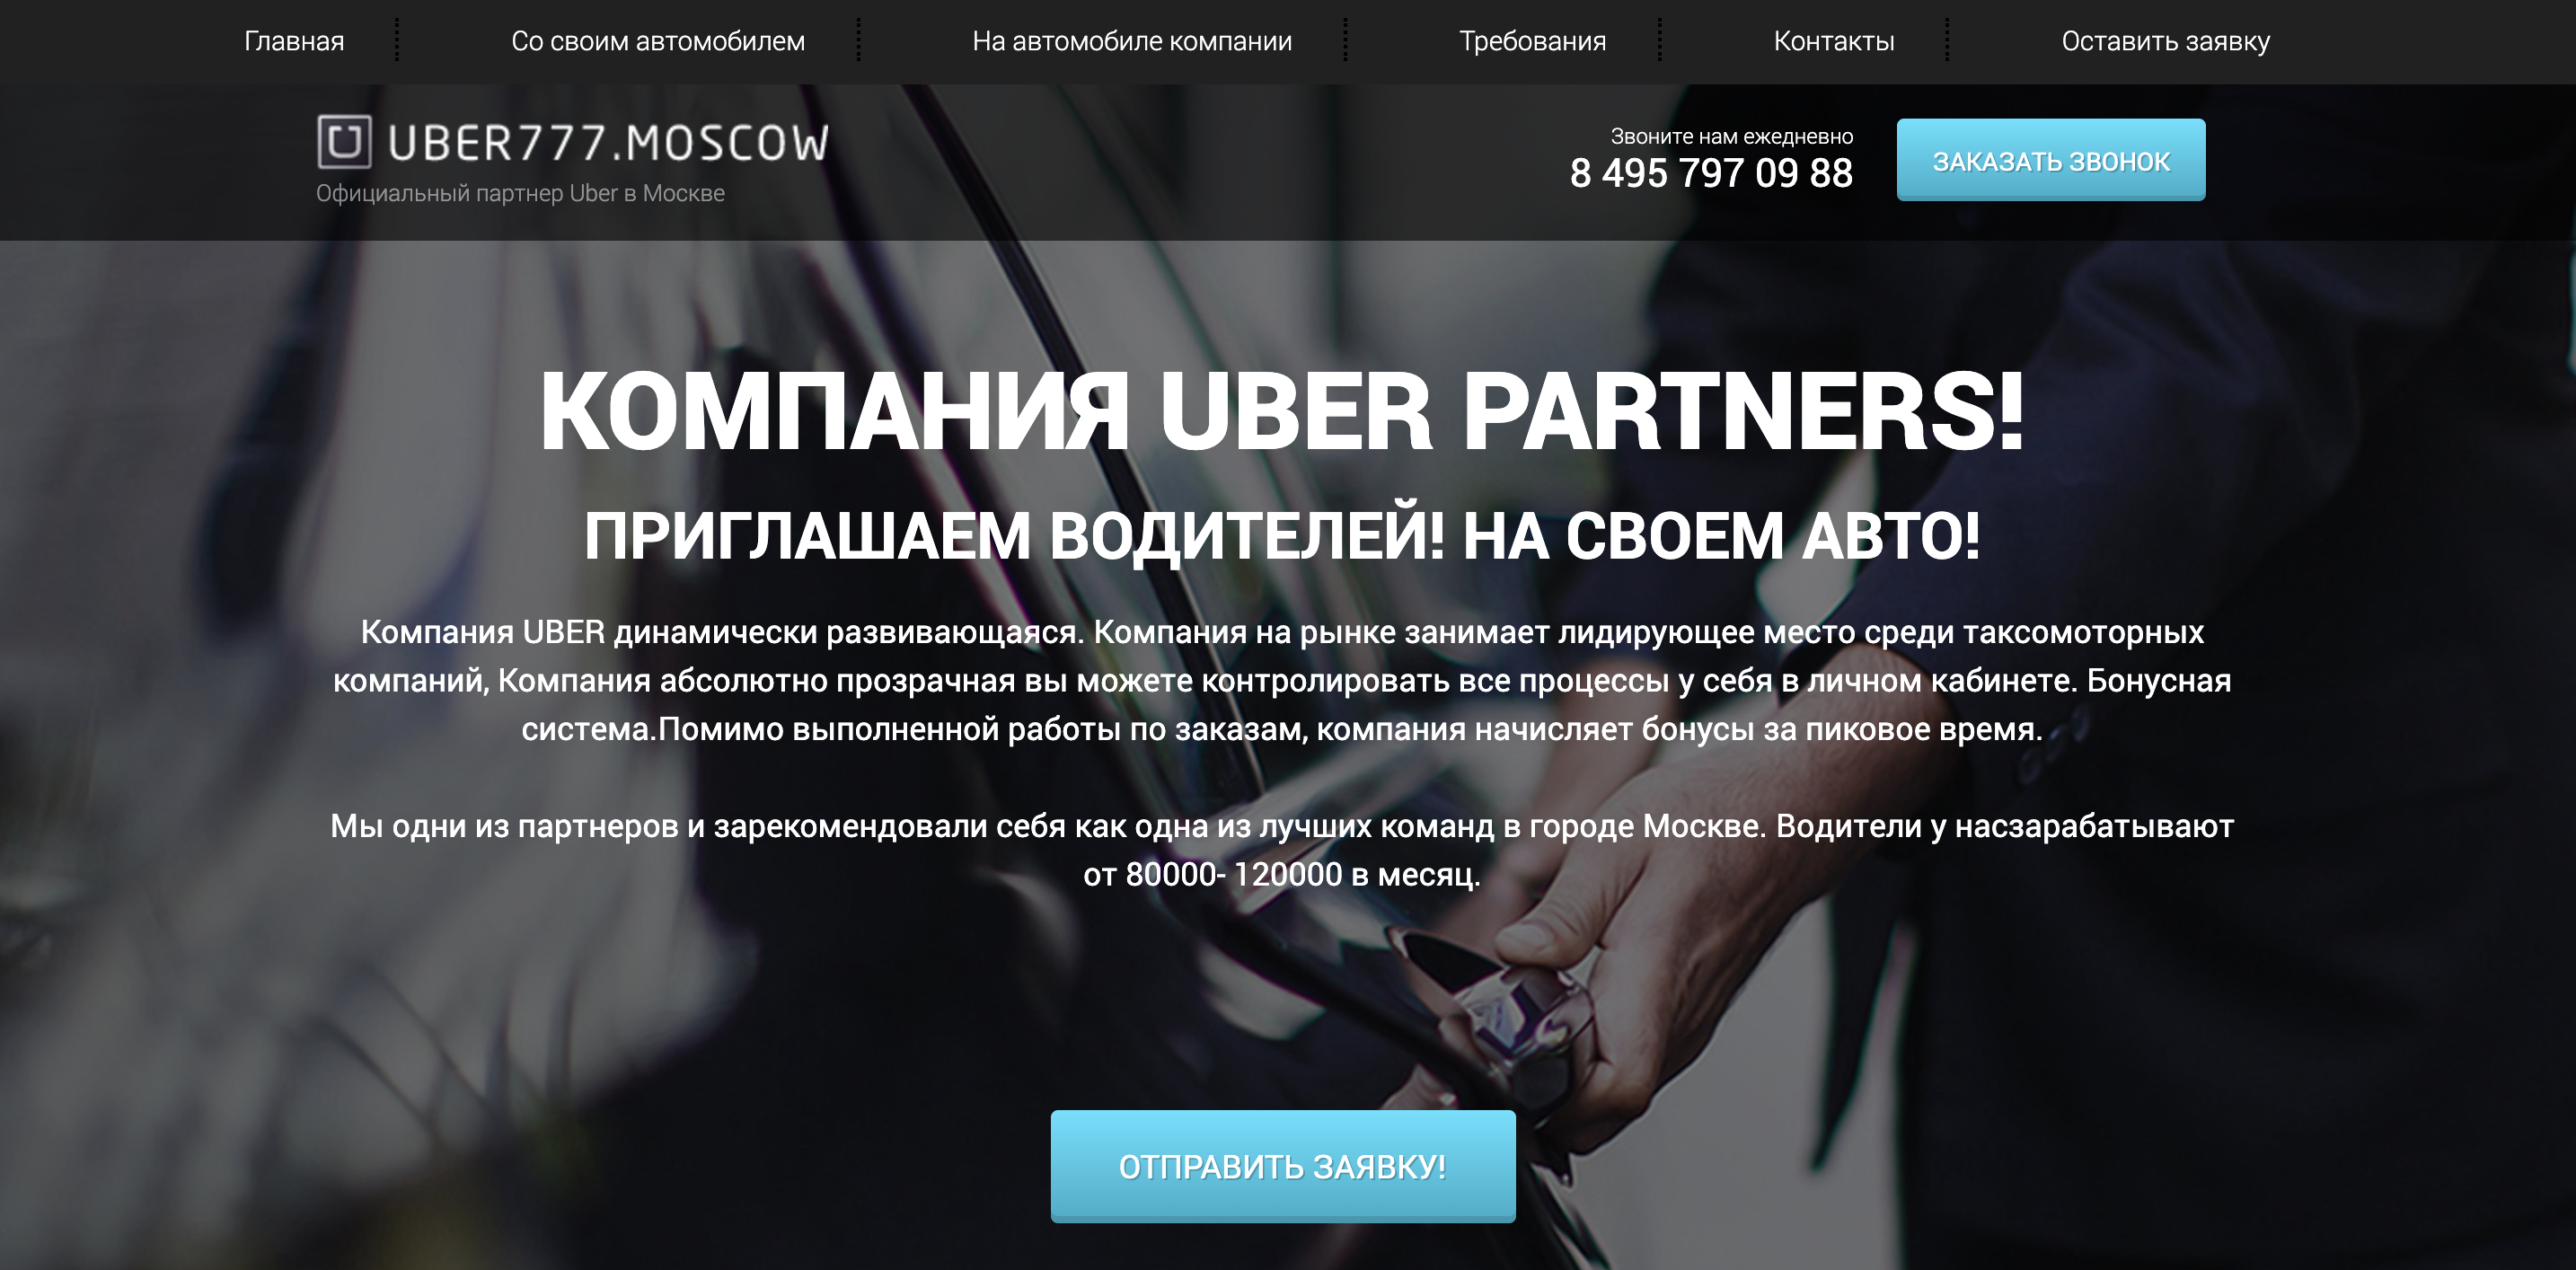 Главная
Со своим автомобилем
На автомобиле компании
Требования
Контакты
Оставить заявку
UBER777.MOSCOW
Официальный партнер Uber в Москве
Звоните нам ежедневно
8 495 797 09 88
ЗАКАЗАТЬ ЗВОНОК
КОМПАНИЯ UBER PARTNERS!
ПРИГЛАШАЕМ ВОДИТЕЛЕЙ! НА СВОЕМ АВТО!
Компания UBER динамически развивающаяся. Компания на рынке занимает лидирующее место среди таксомоторных
компаний, Компания абсолютно прозрачная вы можете контролировать все процессы у себя в личном кабинете. Бонусная
система.Помимо выполненной работы по заказам, компания начисляет бонусы за пиковое время.
Мы одни из партнеров и зарекомендовали себя как одна из лучших команд в городе Москве. Водители у насзарабатывают
от 80000- 120000 в месяц.
ОТПРАВИТЬ ЗАЯВКУ!